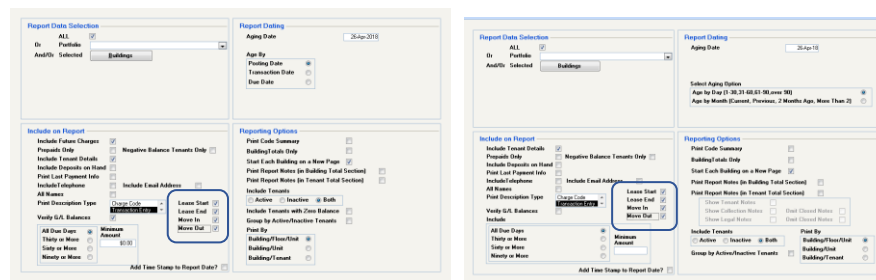 Report Data Selection
ALL
Or Portfolio
And/Or Selected Buildings
Report Dating
Aging Date 26-Apr-2018
Age By
Posting Date
Transaction Date
Due Date
Include on Report
Include Future Charges
Prepaids Only Negative Balance Tenants Only
Include Tenant Details
Include Deposits on Hand
Print Last Payment Info
Include Telephone Include Email Address
All Names
Print Description Type Charge Code
Transaction Entry
Verify G/L Balances
Lease Start
Lease End
Move In
Move Out
All Due Days
Thirty or More
Sixty or More
Ninety or More
Minimum
Amount
$0.00
Reporting Options
Print Code Summary
BuildingTotals Only
Start Each Building on a New Page
Print Report Notes (in Building Total Section)
Print Report Notes (in Tenant Total Section)
Include Tenants
Active Inactive Both
Include Tenants with Zero Balance
Group by Active/Inactive Tenants
Print By
Building/Floor/Unit
Building/Unit
Building/Tenant
Add Time Stamp to Report Date?
Report Data Selection
ALL
Or Portfolio
And/Or Selected Buildings
Report Dating
Aging Date 26-Apr-18
Select Aging Option
Age by Day (1-30,31-60,61-90,over 90)
Age by Month (Current, Previous, 2 Months Ago, More Than 2)
Include on Report
Include Tenant Details
Prepaids Only Negative Balance Tenants Only
Include Deposits on Hand
Print Last Payment Info
IncludeTelephone Include Email Address
All Names
Print Description Type Charge Code
Transaction Entry
Verify G/L Balances
Include
Lease Start
Lease End
Move In
Move Out
All Due Days
Thirty or More
Sixty or More
Ninety or More
Minimum
Amount
Reporting Options
Print Code Summary
BuildingTotals Only
Start Each Building on a New Page
Print Report Notes (in Building Total Section)
Print Report Notes (in Tenant Total Section)
Show Tenant Notes
Show Collection Notes Omit Closed Notes
Show Legal Notes Omit Closed Notes
Include Tenants
Active Inactive Both
Group by Active/Inactive Tenants
Print By
Building/Floor/Unit
Building/Unit
Building/Tenant
Add Time Stamp to Report Date?